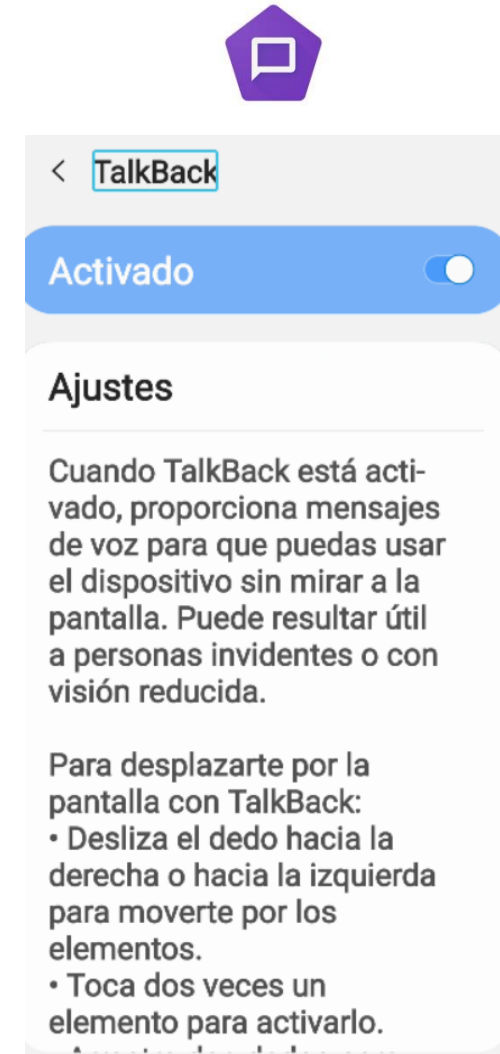 TalkBack
Activado
Ajustes
Cuando TalkBack está acti-
vado, proporciona mensajes
de voz para que puedas usar
el dispositivo sin mirar a la
pantalla. Puede resultar útil
a personas invidentes o con
visión reducida.
Para desplazarte por la
pantalla con TalkBack:
• Desliza el dedo hacia la
derecha o hacia la izquierda
para moverte por los
elementos.
• Toca dos veces un
elemento para activarlo.